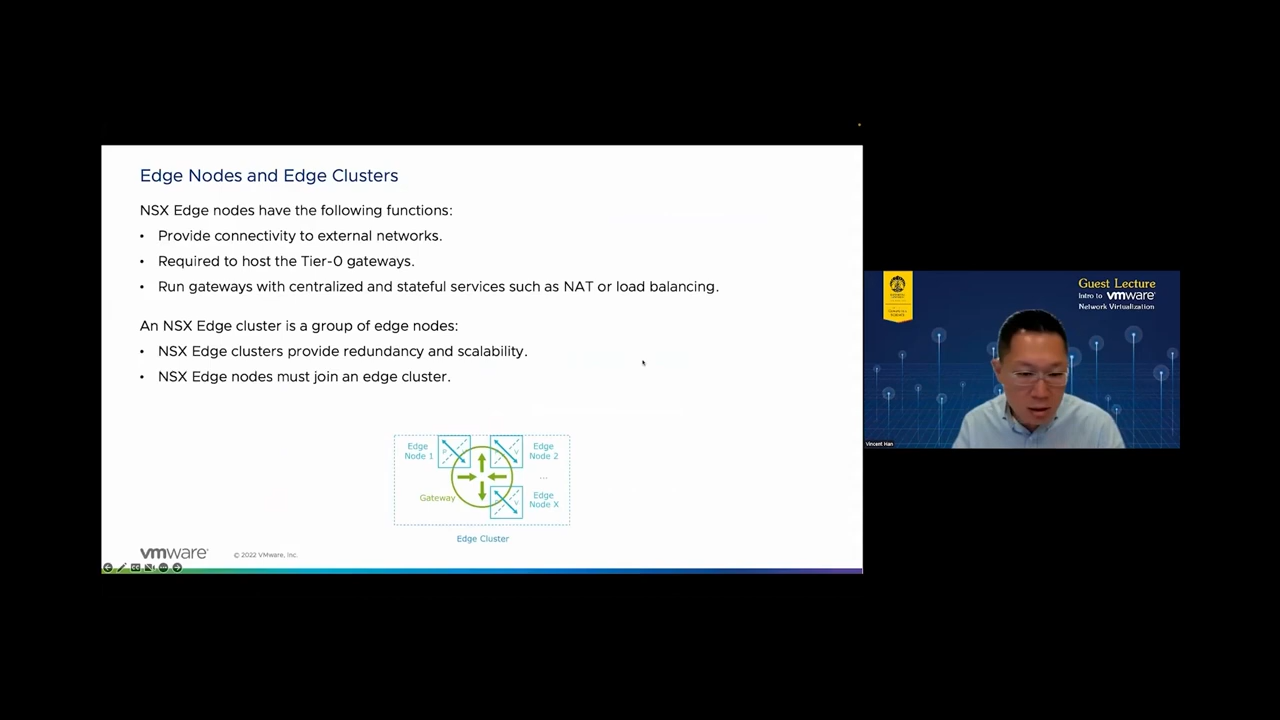 Edge Nodes and Edge Clusters
NSX Edge nodes have the following functions:
• Provide connectivity to external networks.
• Required to host the Tier-0 gateways.
• Run gateways with centralized and stateful services such as NAT or load balancing.
An NSX Edge cluster is a group of edge nodes:
• NSX Edge clusters provide redundancy and scalability.
• NSX Edge nodes must join an edge cluster.
Edge
Node 1
P
V
Edge
Node 2
...
Gateway
V
Edge
Node X
Edge Cluster
vmware®
© 2022 VMware, Inc.
Guest Lecture
Intro to vmware®
Network Virtualization
Vincent Han